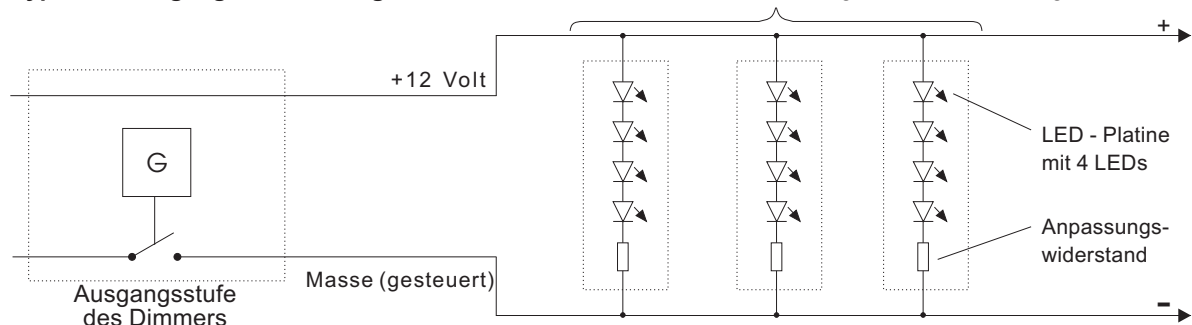 +
+12 Volt
LED - Platine
mit 4 LEDs
G
Anpassungs-
widerstand
Masse (gesteuert)
Ausgangsstufe
des Dimmers
-